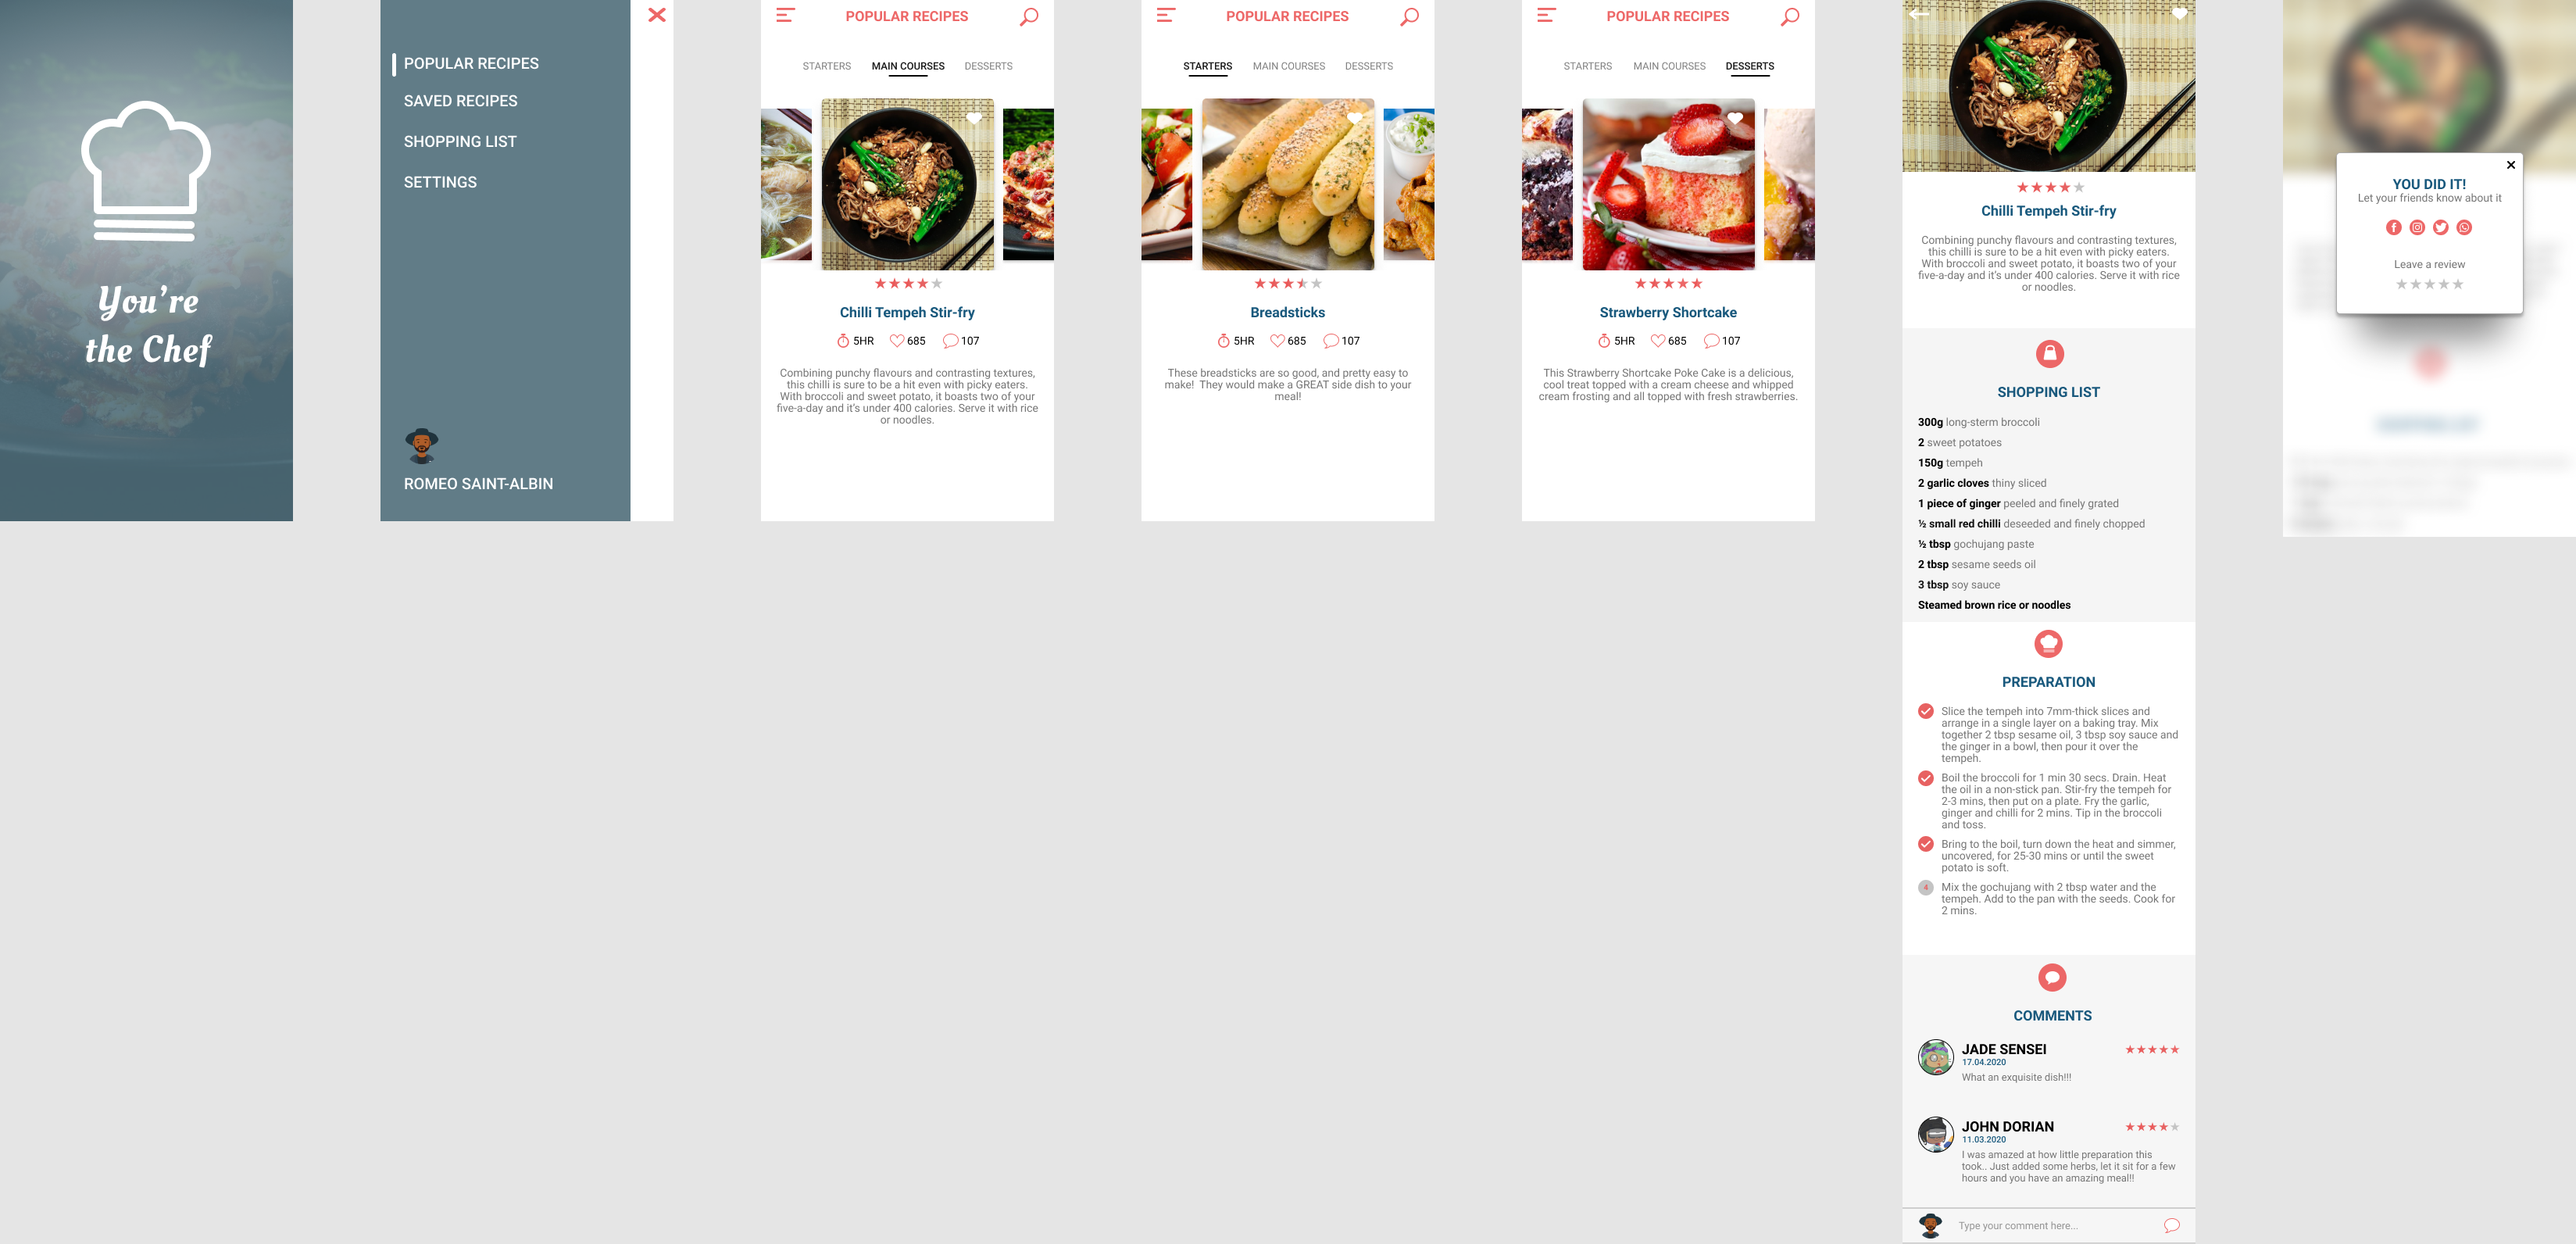 You're
the Chef
POPULAR RECIPES
SAVED RECIPES
SHOPPING LIST
SETTINGS
ROMEO SAINT-ALBIN
POPULAR RECIPES
STARTERS MAIN COURSES DESSERTS
Chilli Tempeh Stir-fry
5HR 685 107
Combining punchy flavours and contrasting textures,
this chilli is sure to be a hit even with picky eaters.
With broccoli and sweet potato, it boasts two of your
five-a-day and it's under 400 calories. Serve it with rice
or noodles.
POPULAR RECIPES
STARTERS MAIN COURSES DESSERTS
Breadsticks
5HR 685 107
These breadsticks are so good, and pretty easy to
make! They would make a GREAT side dish to your
meal!
POPULAR RECIPES
STARTERS MAIN COURSES DESSERTS
Strawberry Shortcake
5HR 685 107
This Strawberry Shortcake Poke Cake is a delicious,
cool treat topped with a cream cheese and whipped
cream frosting and all topped with fresh strawberries.
Chilli Tempeh Stir-fry
Combining punchy flavours and contrasting textures,
this chilli is sure to be a hit even with picky eaters.
With broccoli and sweet potato, it boasts two of your
five-a-day and it's under 400 calories. Serve it with rice
or noodles.
SHOPPING LIST
300g long-sterm broccoli
2 sweet potatoes
150g tempeh
2 garlic cloves thiny sliced
1 piece of ginger peeled and finely grated
½ small red chilli deseeded and finely chopped
½ tbsp gochujang paste
2 tbsp sesame seeds oil
3 tbsp soy sauce
Steamed brown rice or noodles
PREPARATION
Slice the tempeh into 7mm-thick slices and
arrange in a single layer on a baking tray. Mix
together 2 tbsp sesame oil, 3 tbsp soy sauce and
the ginger in a bowl, then pour it over the
tempeh.
Boil the broccoli for 1 min 30 secs. Drain. Heat
the oil in a non-stick pan. Stir-fry the tempeh for
2-3 mins, then put on a plate. Fry the garlic,
ginger and chilli for 2 mins. Tip in the broccoli
and toss.
Bring to the boil, turn down the heat and simmer,
uncovered, for 25-30 mins or until the sweet
potato is soft.
4 Mix the gochujang with 2 tbsp water and the
tempeh. Add to the pan with the seeds. Cook for
2 mins.
COMMENTS
JADE SENSEI
17.04.2020
What an exquisite dish!!!
JOHN DORIAN
11.03.2020
I was amazed at how little preparation this
took.. Just added some herbs, let it sit for a few
hours and you have an amazing meal!!
Type your comment here...
YOU DID IT!
Let your friends know about it
Leave a review